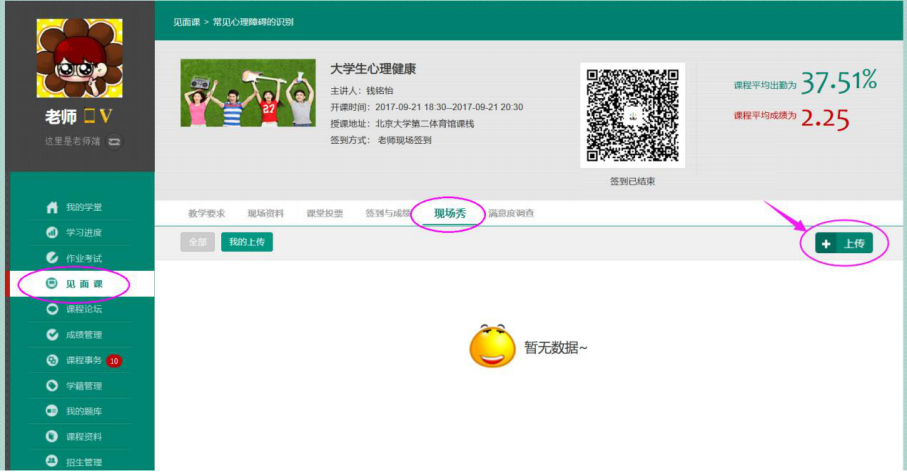 见面课 > 常见心理障碍的识别
老师
V
这里是老师端
大学生心理健康
主讲人：钱铭怡
开课时间：2017-09-21 18:30--2017-09-21 20:30
授课地址：北京大学第二体育馆课栈
签到方式： 老师现场签到
27
签到已结束
课程平均出勤为 37.51%
课程平均成绩为 2.25
我的学堂
学习进度
作业考试
见面课
课程论坛
成绩管理
课程事务 10
学籍管理
我的题库
课程资料
招生管理
教学要求 现场资料 课堂投票 签到与成绩 现场秀 满意度调查
全部 我的上传
+ 上传
暂无数据~